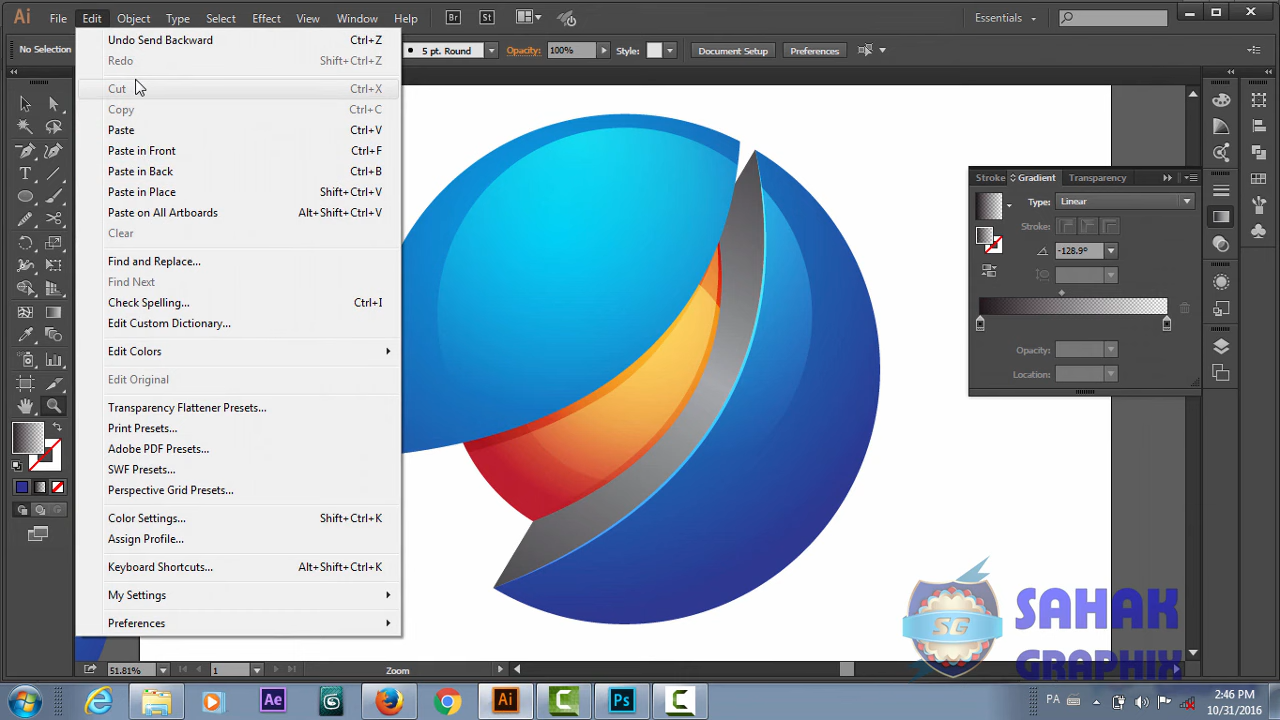 Ai File Edit Object Type Select Effect View Window Help Br St Essentials
No Selection 5 pt. Round Opacity: 100% Style: Document Setup Preferences
Undo Send Backward Ctrl+Z
Redo Shift+Ctrl+Z
Cut Ctrl+X
Copy Ctrl+C
Paste Ctrl+V
Paste in Front Ctrl+F
Paste in Back Ctrl+B
Paste in Place Shift+Ctrl+V
Paste on All Artboards Alt+Shift+Ctrl+V
Clear
Find and Replace...
Find Next
Check Spelling... Ctrl+I
Edit Custom Dictionary...
Edit Colors
Edit Original
Transparency Flattener Presets...
Print Presets...
Adobe PDF Presets...
SWF Presets...
Perspective Grid Presets...
Color Settings... Shift+Ctrl+K
Assign Profile...
Keyboard Shortcuts... Alt+Shift+Ctrl+K
My Settings
Preferences
Stroke Gradient Transparency
Type: Linear
Stroke:
-128.9°
Opacity:
Location:
SG
SAHAK
GRAPHIX
51.81% 1 Zoom
Ae Ai Ps PA 2:46 PM
10/31/2016